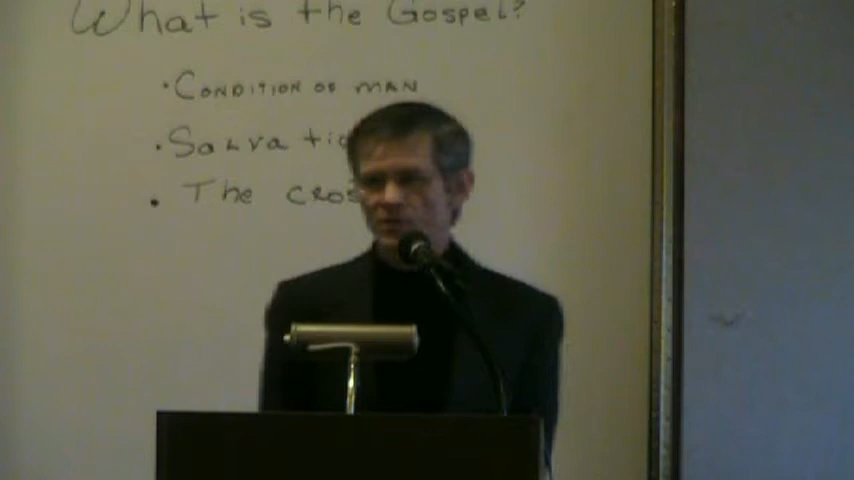 What is the Gospel?
· Condition of man
· Salvatio
· The cros